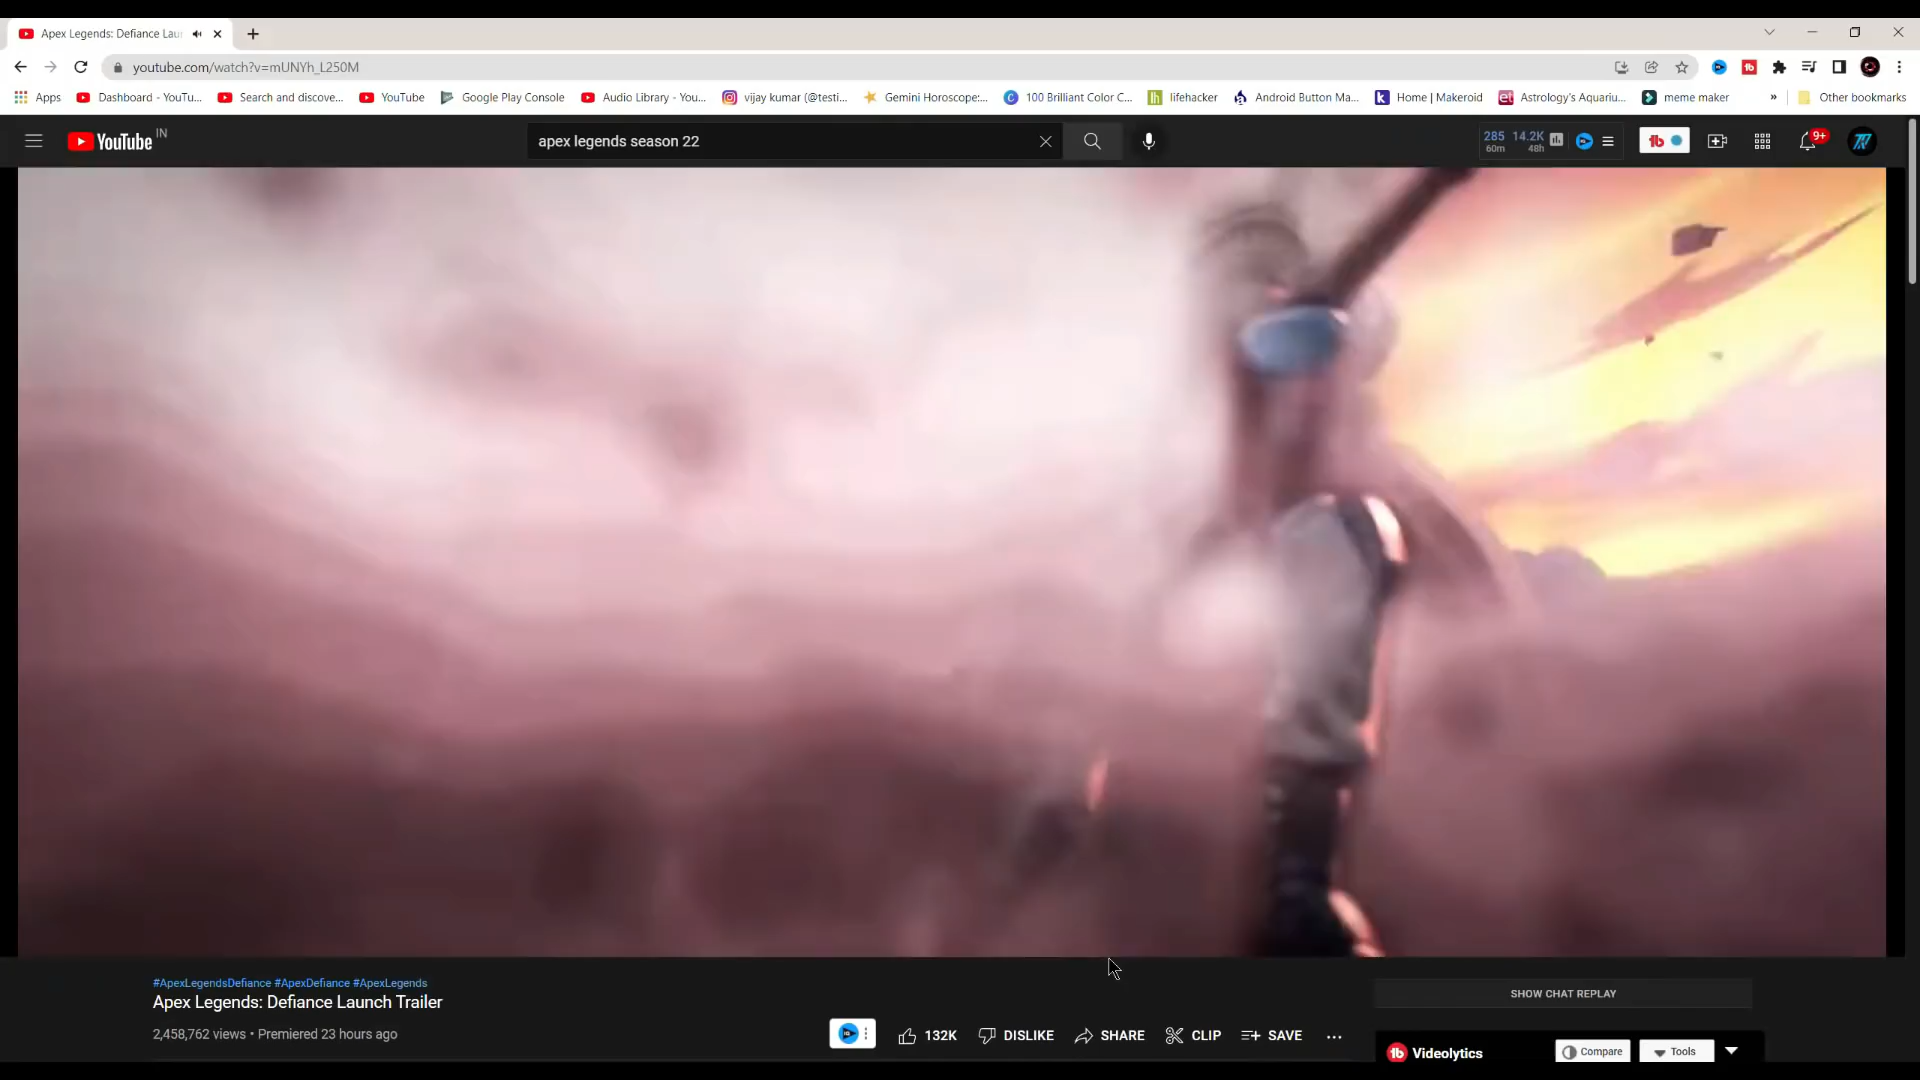 Apex Legends: Defiance Lau
youtube.com/watch?v=mUNYh_L250M
Apps
Dashboard - YouTu...
Search and discove...
YouTube
Google Play Console
Audio Library - You...
vijay kumar (@testi...
Gemini Horoscope:...
100 Brilliant Color C...
lifehacker
Android Button Ma...
Home | Makeroid
Astrology's Aquariu...
meme maker
»
Other bookmarks
YouTube IN
apex legends season 22
285 14.2K
60m 48h
9+
#ApexLegendsDefiance #ApexDefiance #ApexLegends
Apex Legends: Defiance Launch Trailer
2,458,762 views • Premiered 23 hours ago
132K
DISLIKE
SHARE
CLIP
SAVE
SHOW CHAT REPLAY
Videolytics
Compare
Tools